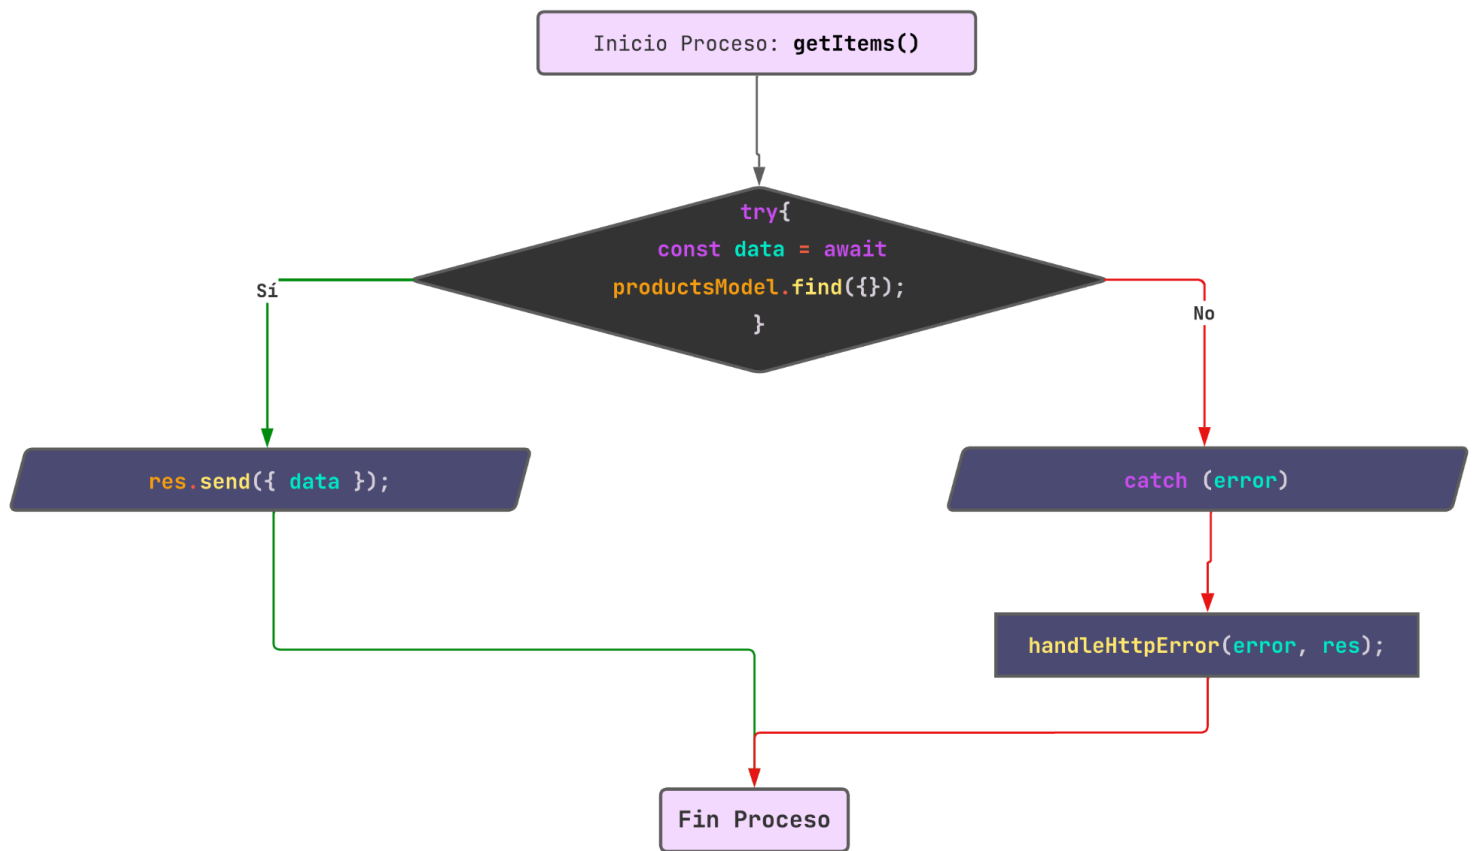 Inicio Proceso: getItems()
try{
const data = await
productsModel.find({});
}
Sí
No
res.send({ data });
catch (error)
handleHttpError(error, res);
Fin Proceso